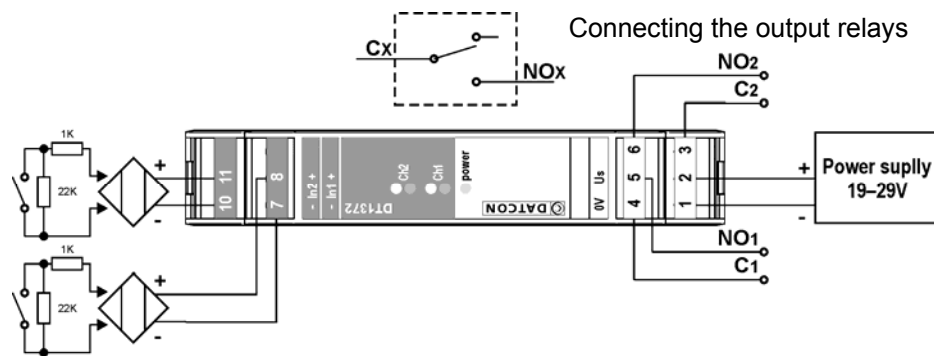 Connecting the output relays
Cx
NOx
NO2
C2
1K
22K
+
-
11
10
8
7
- In2 +
- In1 +
DT1372
Ch2
Ch1
power
DATCON
0V Us
6
5
4
3
2
1
+
-
Power suplly
19–29V
NO1
C1
1K
22K
+
-